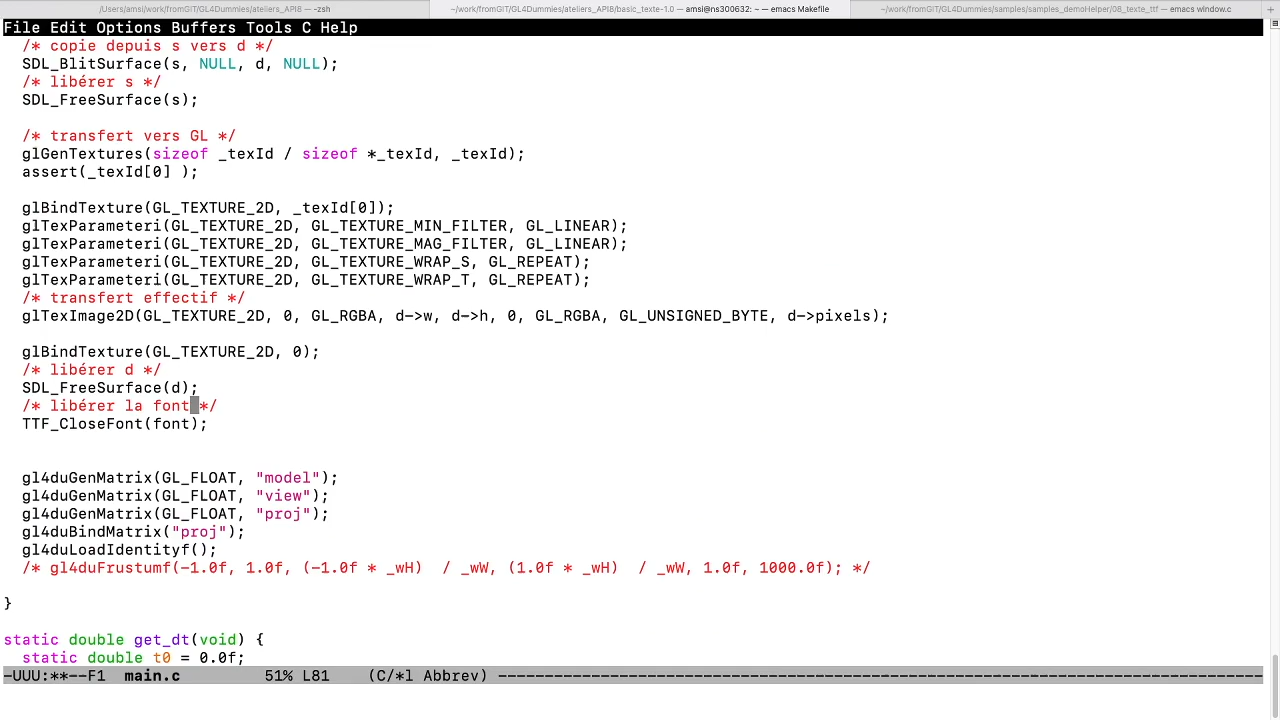 /Users/amsi/work/fromGIT/GL4Dummies/ateliers_API8 — -zsh
~/work/fromGIT/GL4Dummies/ateliers_API8/basic_texte-1.0 — amsi@ns300632: ~ — emacs Makefile
~/work/fromGIT/GL4Dummies/samples/samples_demoHelper/08_texte_ttf — emacs window.c
+
File Edit Options Buffers Tools C Help
/* copie depuis s vers d */
SDL_BlitSurface(s, NULL, d, NULL);
/* libérer s */
SDL_FreeSurface(s);
/* transfert vers GL */
glGenTextures(sizeof _texId / sizeof *_texId, _texId);
assert(_texId[0] );
glBindTexture(GL_TEXTURE_2D, _texId[0]);
glTexParameteri(GL_TEXTURE_2D, GL_TEXTURE_MIN_FILTER, GL_LINEAR);
glTexParameteri(GL_TEXTURE_2D, GL_TEXTURE_MAG_FILTER, GL_LINEAR);
glTexParameteri(GL_TEXTURE_2D, GL_TEXTURE_WRAP_S, GL_REPEAT);
glTexParameteri(GL_TEXTURE_2D, GL_TEXTURE_WRAP_T, GL_REPEAT);
/* transfert effectif */
glTexImage2D(GL_TEXTURE_2D, 0, GL_RGBA, d->w, d->h, 0, GL_RGBA, GL_UNSIGNED_BYTE, d->pixels);
glBindTexture(GL_TEXTURE_2D, 0);
/* libérer d */
SDL_FreeSurface(d);
/* libérer la font */
TTF_CloseFont(font);
gl4duGenMatrix(GL_FLOAT, "model");
gl4duGenMatrix(GL_FLOAT, "view");
gl4duGenMatrix(GL_FLOAT, "proj");
gl4duBindMatrix("proj");
gl4duLoadIdentityf();
/* gl4duFrustumf(-1.0f, 1.0f, (-1.0f * _wH)  / _wW, (1.0f * _wH)  / _wW, 1.0f, 1000.0f); */
}
static double get_dt(void) {
static double t0 = 0.0f;
-UUU:**--F1  main.c         51% L81    (C/*l Abbrev) ----------------------------------------------------------------------------------